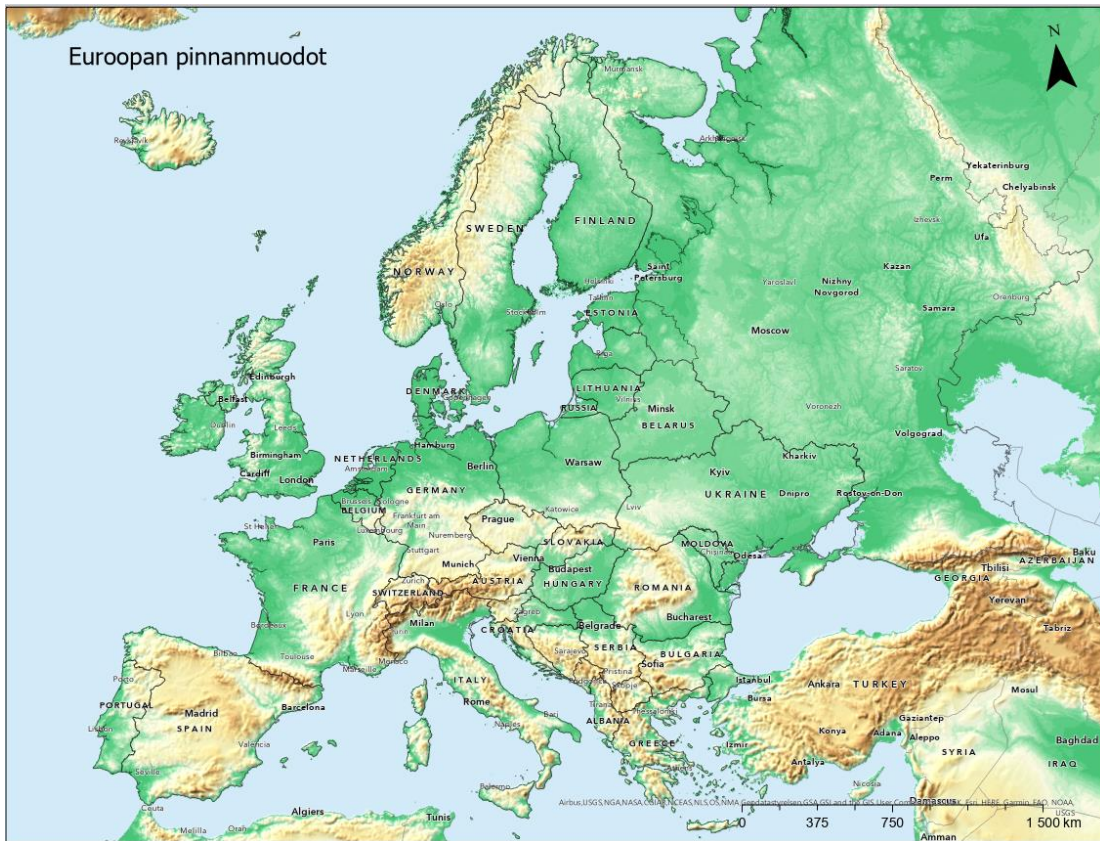 Euroopan pinnanmuodot
N
Murmansk
Reykjavik
Arkhangelsk
Yekaterinburg
Perm
Chelyabinsk
Izhevsk
FINLAND
SWEDEN
Ufa
NORWAY
Saint
Petersburg
Kazan
Helsinki
Yaroslavl
Nizhny
Novgorod
Tallinn
Orenburg
Oslo
Stockholm
ESTONIA
Samara
Moscow
Riga
Saratov
Edinburgh
LITHUANIA
DENMARK
Copenhagen
Vilnius
Belfast
RUSSIA
Minsk
Voronezh
Dublin
Leeds
BELARUS
Volgograd
Hamburg
Birmingham
NETHERLANDS
Kharkiv
Amsterdam
Berlin
Warsaw
Cardiff
Kyiv
London
GERMANY
UKRAINE
Dnipro
Rostov-on-Don
Brussels
Cologne
BELGIUM
Frankfurt am
Main
Katowice
Lviv
St Helier
Prague
Luxembourg
Nuremberg
Paris
SLOVAKIA
MOLDOVA
Stuttgart
Chișinău
Vienna
Odesa
Baku
Munich
Budapest
AZERBAIJAN
Tbilisi
Zurich
AUSTRIA
HUNGARY
GEORGIA
FRANCE
SWITZERLAND
ROMANIA
Yerevan
Lyon
Zagreb
Bucharest
Milan
Bordeaux
Turin
CROATIA
Belgrade
Tabriz
Sarajevo
SERBIA
Bilbao
Toulouse
Monaco
BULGARIA
Marseille
Sofia
Pristina
ITALY
Podgorica
Istanbul
Ankara
TURKEY
Skopje
Mosul
Porto
Rome
Tirana
Bursa
PORTUGAL
Barcelona
Madrid
Bari
Thessaloniki
Naples
ALBANIA
Gaziantep
Lisbon
SPAIN
Konya
Adana
Aleppo
Valencia
GREECE
Izmir
Baghdad
SYRIA
Antalya
IRAQ
Seville
Athens
Palermo
Nicosia
Damascus
Ceuta
Algiers
Tunis
Melilla
Oran
Amman
0 375 750 1 500 km